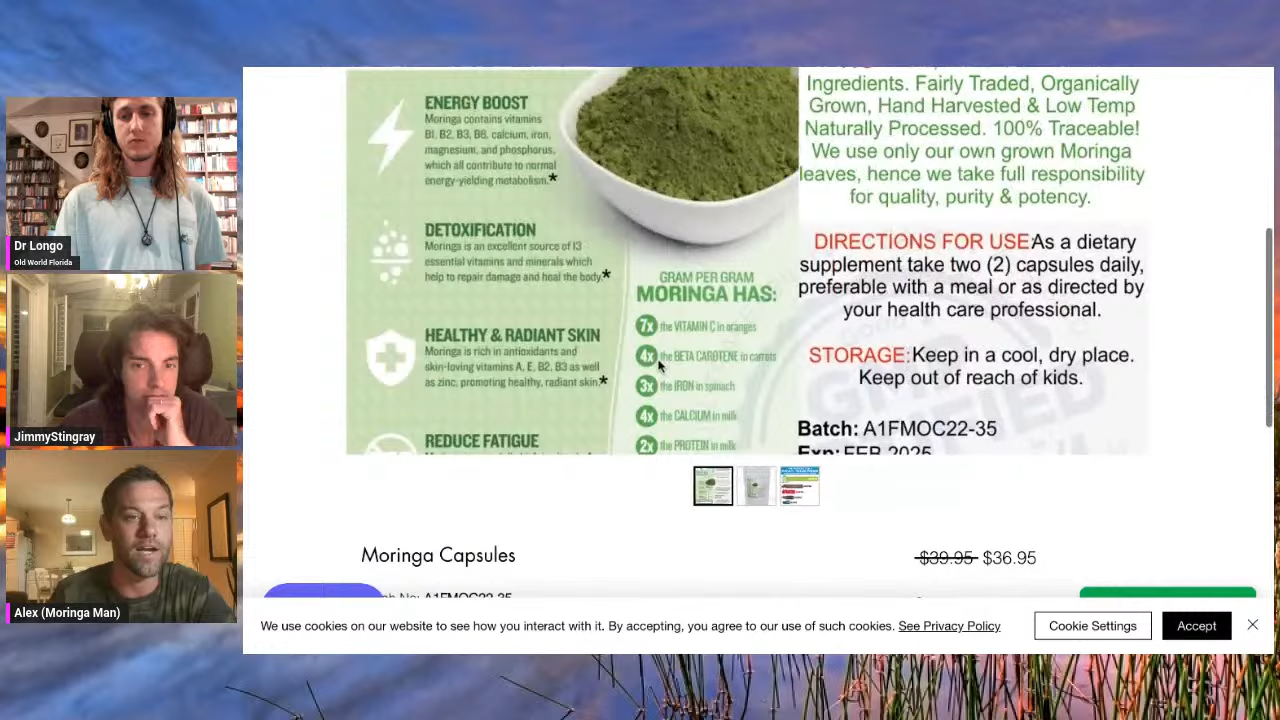 Dr Longo
Old World Florida
JimmyStingray
Alex (Moringa Man)
ENERGY BOOST
Moringa contains vitamins
B1, B2, B3, B6, calcium, iron,
magnesium, and phosphorus,
which all contribute to normal
energy-yielding metabolism.*
DETOXIFICATION
Moringa is an excellent source of 13
essential vitamins and minerals which
help to repair damage and heal the body.*
HEALTHY & RADIANT SKIN
Moringa is rich in antioxidants and
skin-loving vitamins A, E, B2, B3 as well
as zinc, promoting healthy, radiant skin.*
REDUCE FATIGUE
GRAM PER GRAM
MORINGA HAS:
7x the VITAMIN C in oranges
4x the BETA CAROTENE in carrots
3x the IRON in spinach
4x the CALCIUM in milk
2x the PROTEIN in milk
Ingredients. Fairly Traded, Organically
Grown, Hand Harvested & Low Temp
Naturally Processed. 100% Traceable!
We use only our own grown Moringa
leaves, hence we take full responsibility
for quality, purity & potency.
DIRECTIONS FOR USE:As a dietary
supplement take two (2) capsules daily,
preferable with a meal or as directed by
your health care professional.
STORAGE:Keep in a cool, dry place.
Keep out of reach of kids.
Batch: A1FMOC22-35
Exp: FEB 2025
Moringa Capsules
$39.95 $36.95
No: A1FMOC22-35
We use cookies on our website to see how you interact with it. By accepting, you agree to our use of such cookies. See Privacy Policy
Cookie Settings
Accept